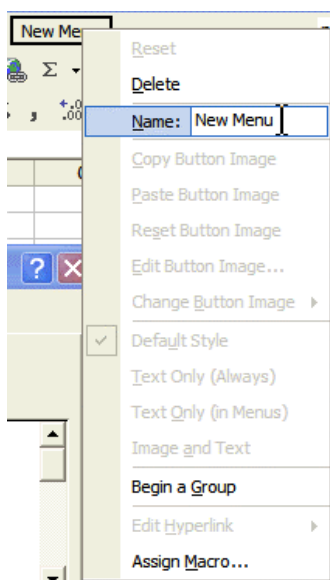 New Me
Reset
Delete
Name: New Menu
Copy Button Image
Paste Button Image
Reset Button Image
Edit Button Image...
Change Button Image
Default Style
Text Only (Always)
Text Only (in Menus)
Image and Text
Begin a Group
Edit Hyperlink
Assign Macro...